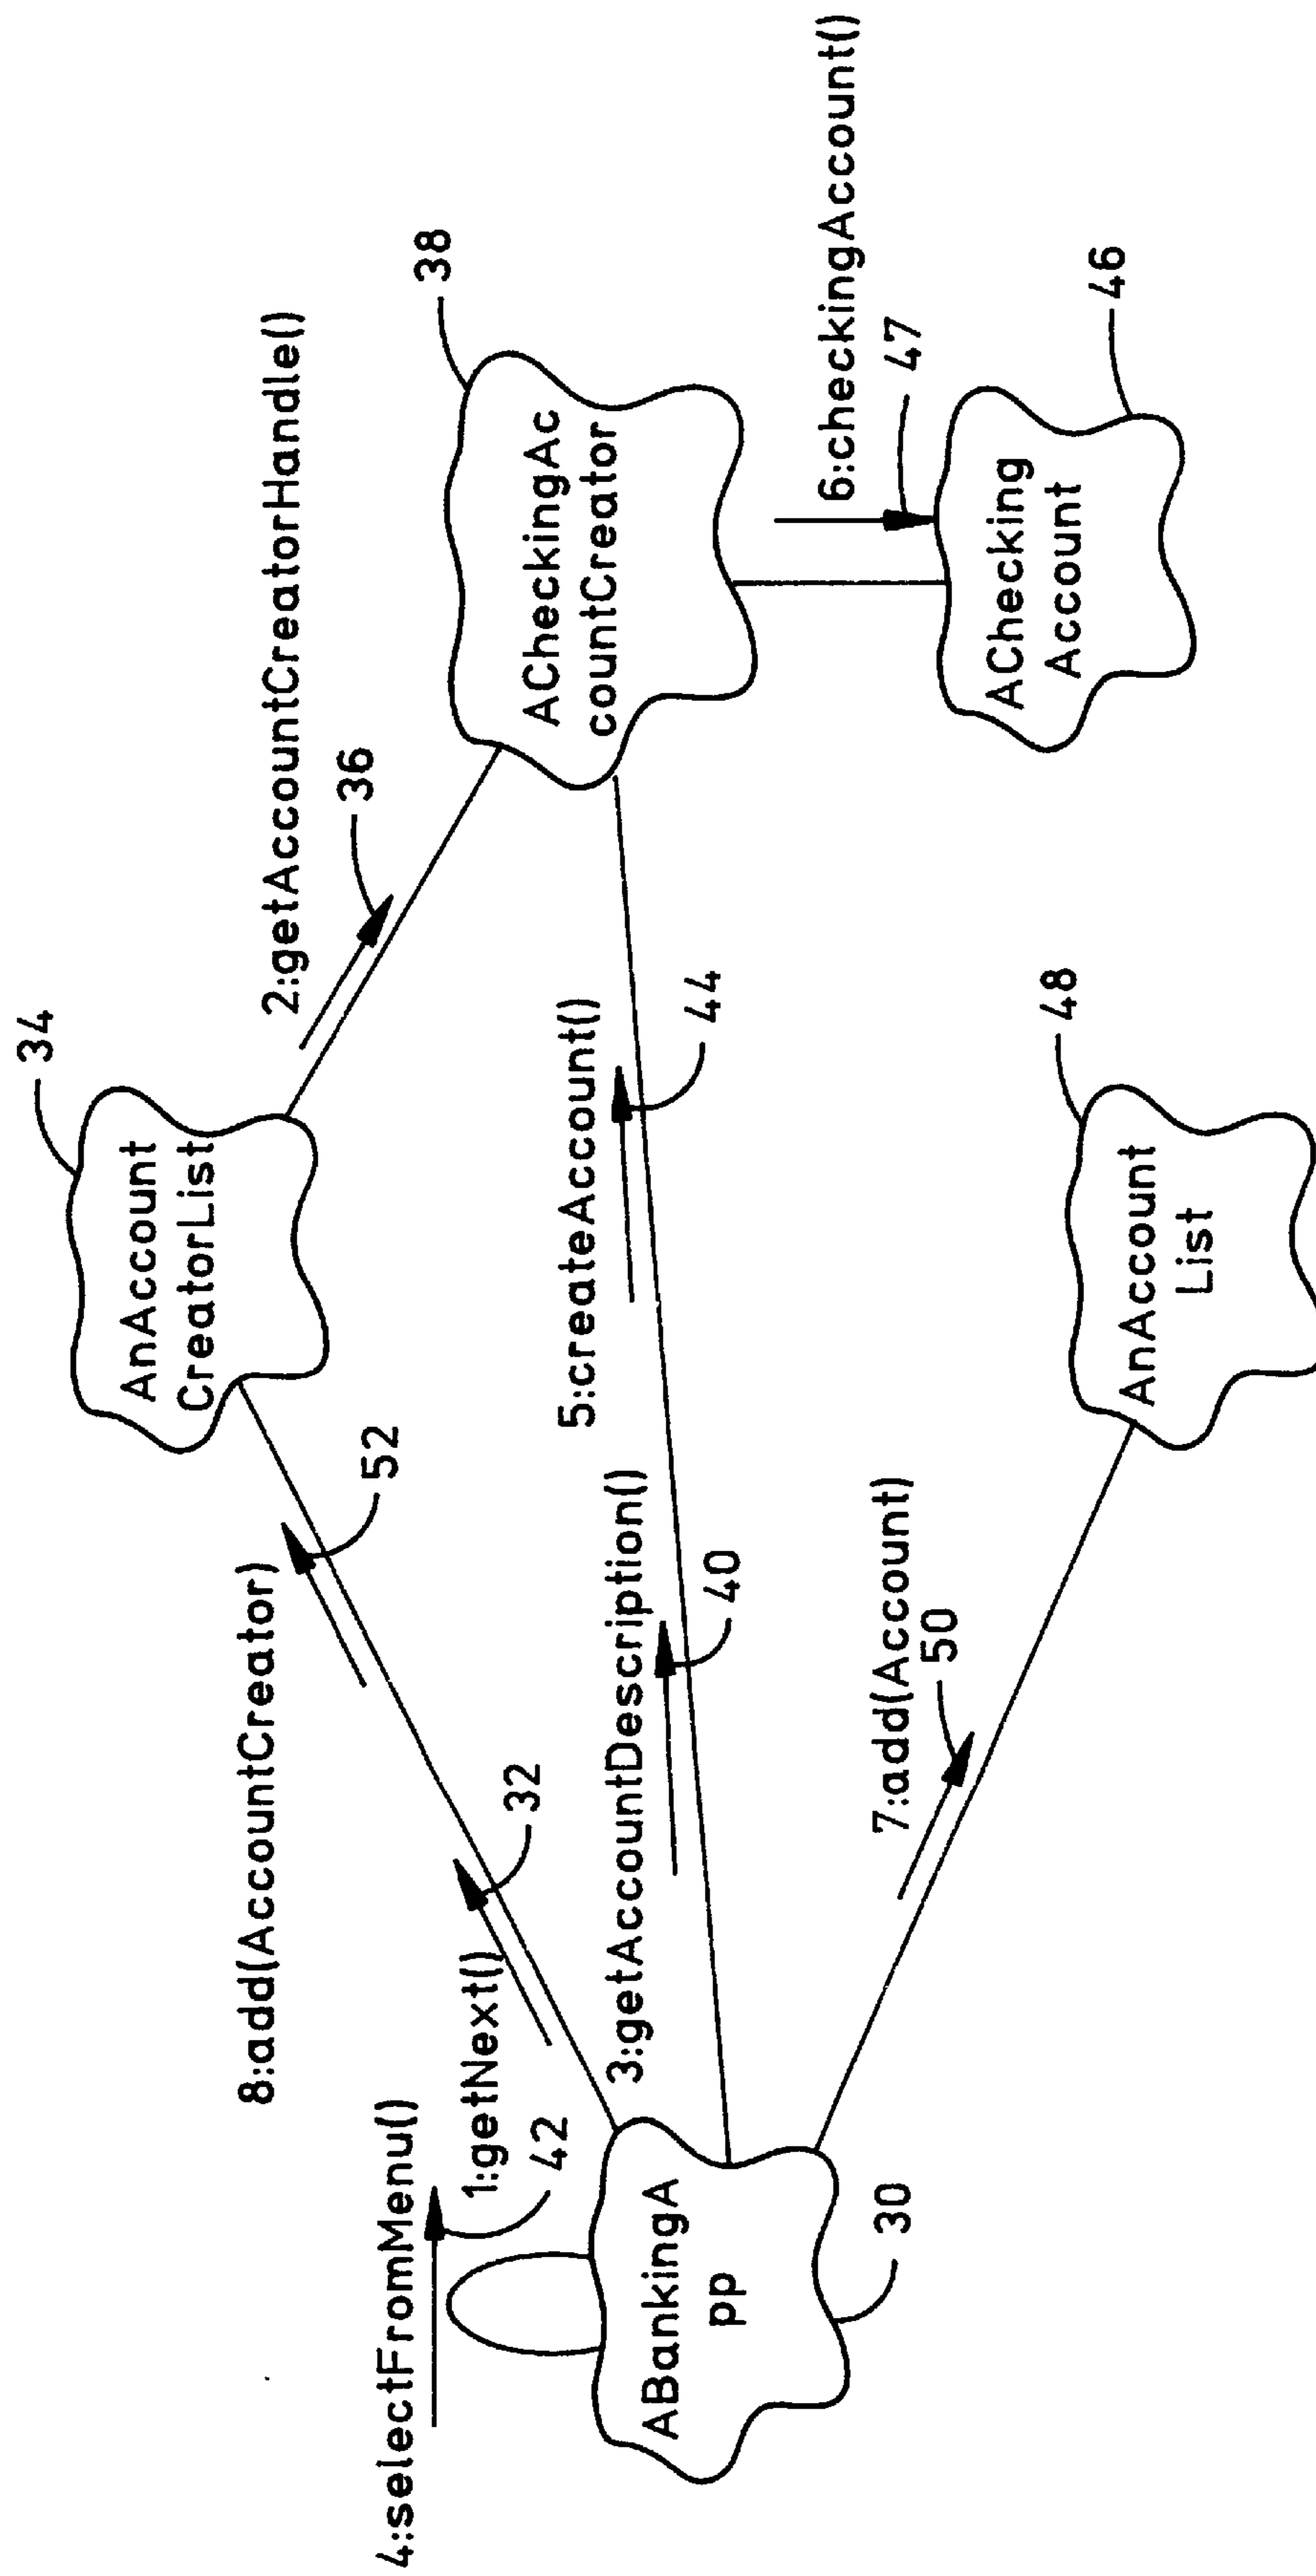 34
AnAccount
CreatorList
2:getAccountCreatorHandle()
36
38
ACheckingAc
countCreator
6:checkingAccount()
47
46
AChecking
Account
8:add(AccountCreator)
52
5:createAccount()
44
48
AnAccount
List
4:selectFromMenu()
1:getNext()
42
32
3:getAccountDescription()
40
7:add(Account)
50
ABankingA
pp
30